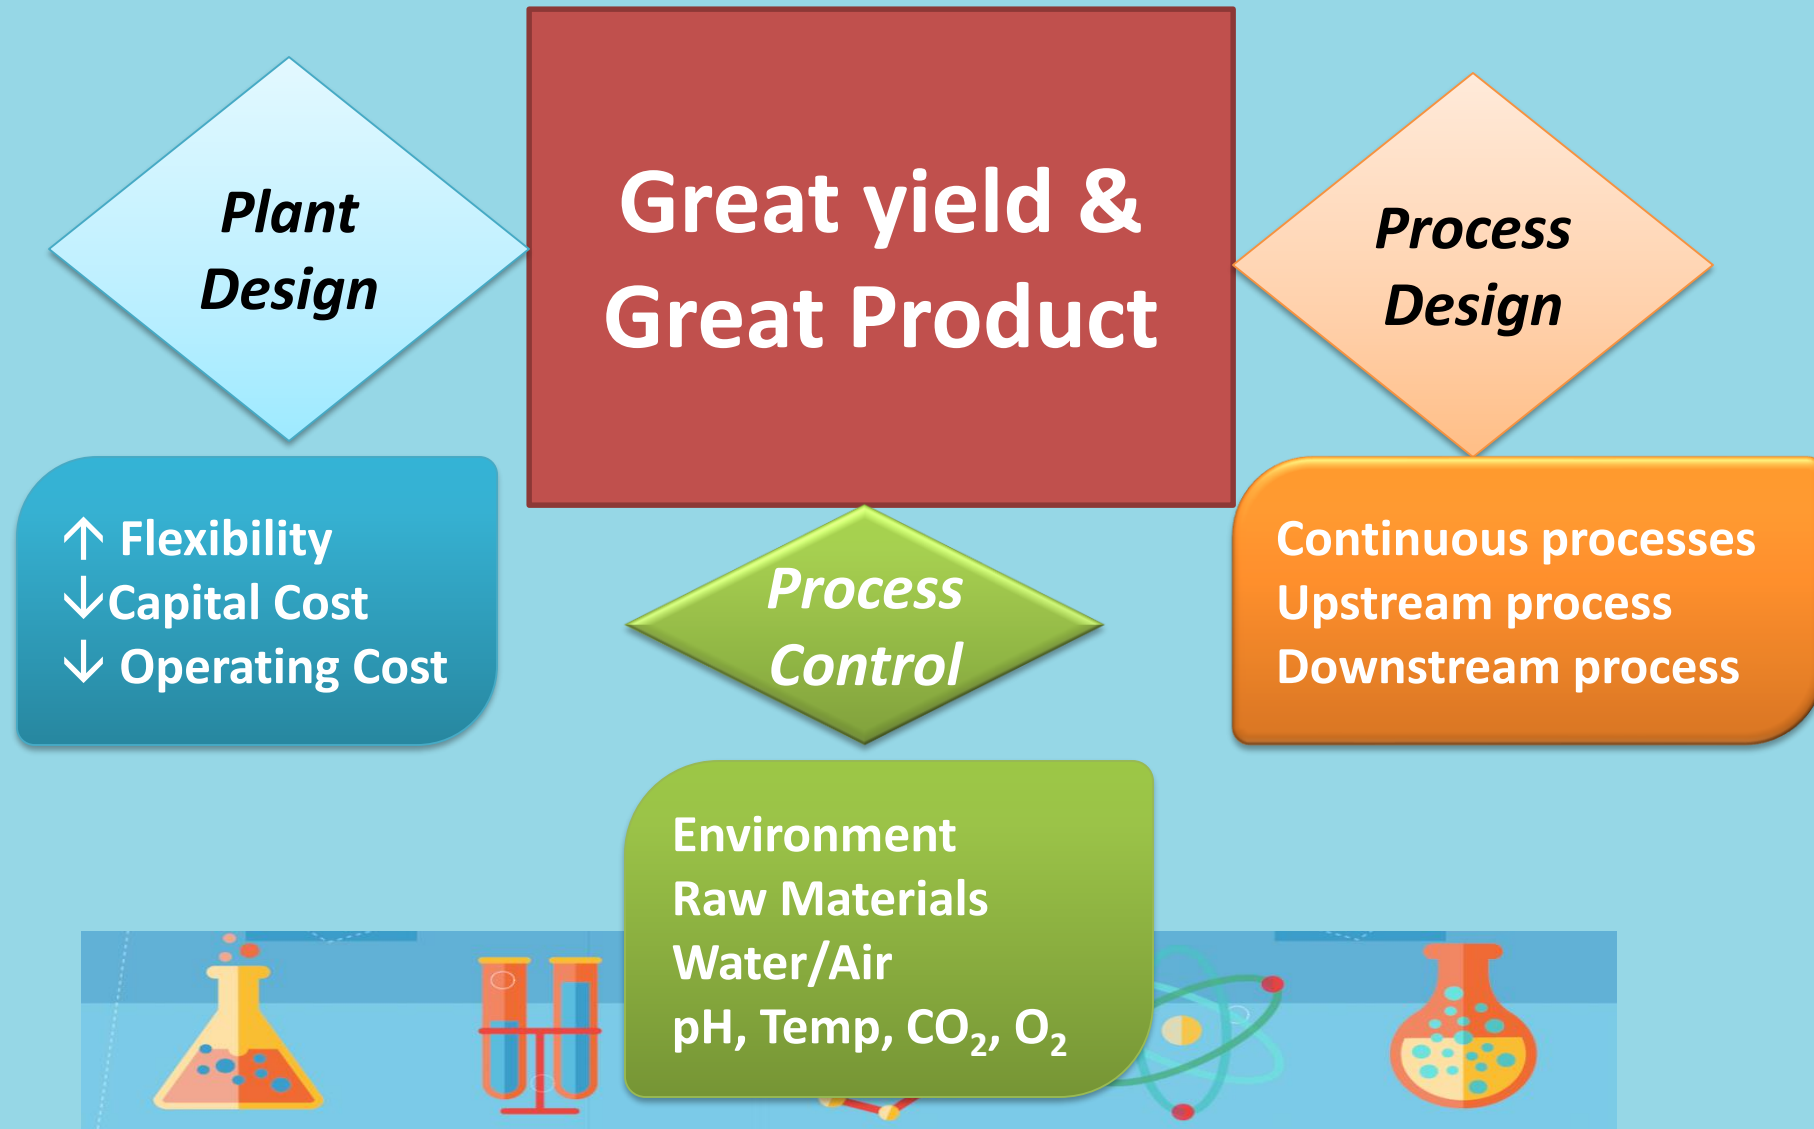 Great yield &
Great Product
Plant
Design
↑ Flexibility
↓Capital Cost
↓ Operating Cost
Process
Control
Environment
Raw Materials
Water/Air
pH, Temp, CO₂, O₂
Process
Design
Continuous processes
Upstream process
Downstream process